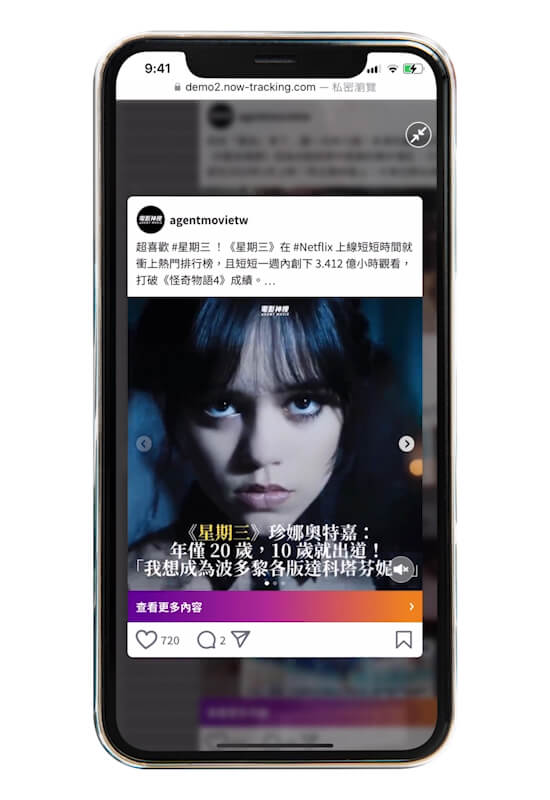 9:41
demo2.now-tracking.com — 私密瀏覽
agentmovietw
電影神搜
AGENT MOVIE
agentmovietw
超喜歡 #星期三 ！《星期三》在 #Netflix 上線短短時間就
衝上熱門排行榜，且短短一週內創下 3.412 億小時觀看，
打破《怪奇物語4》成績。…
電影神搜
AGENT MOVIE
《星期三》珍娜奧特嘉：
年僅 20 歲，10 歲就出道！
「我想成為波多黎各版達科塔芬妮 」
查看更多內容
720
2